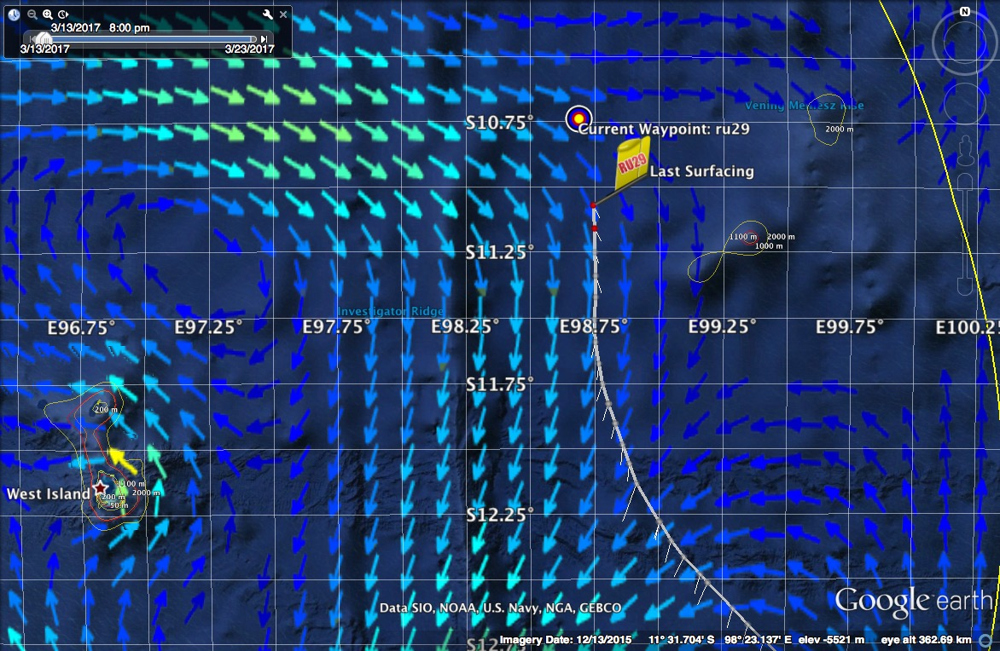 3/13/2017 8:00 pm
3/13/2017
3/23/2017
N
Vening Meinesz Rise
S10.75°
Current Waypoint: ru29
2000 m
RU29
Last Surfacing
1100 m
2000 m
1000 m
S11.25°
Investigator Ridge
E96.75°
E97.25°
E97.75°
E98.25°
E98.75°
E99.25°
E99.75°
E100.2
S11.75°
200 m
West Island
1100 m
2000 m
200 m
50 m
S12.25°
Data SIO, NOAA, U.S. Navy, NGA, GEBCO
Google earth
S12.7
Imagery Date: 12/13/2015 11° 31.704' S 98° 23.137' E elev -5521 m eye alt 362.69 km